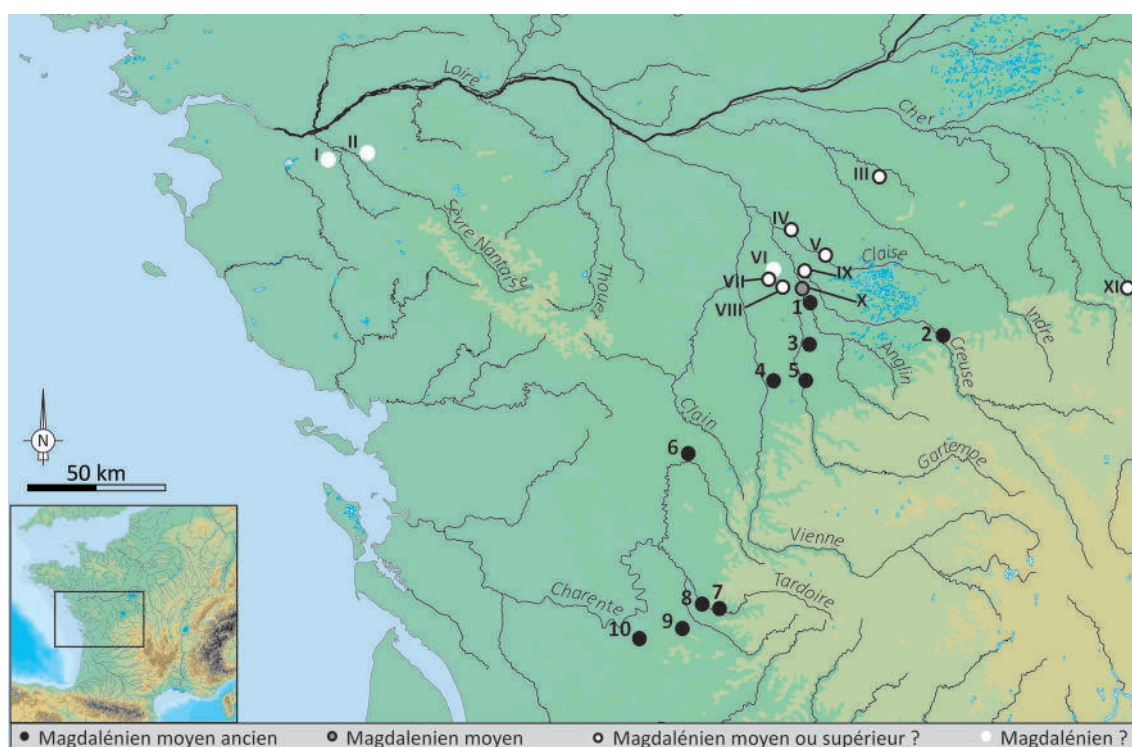 Loire
Cher
I
II
III
Sèvre Nantaise
Thoue
IV
V
Claise
VI
IX
VII
XI
VIII
X
1
Indre
2
3
Creuse
Anglin
4
5
Clain
N
6
50 km
Gartempe
Vienne
Tardoire
Charente
8
7
9
10
Magdalénien moyen ancien
Magdalenien moyen
Magdalénien moyen ou supérieur ?
Magdalénien ?